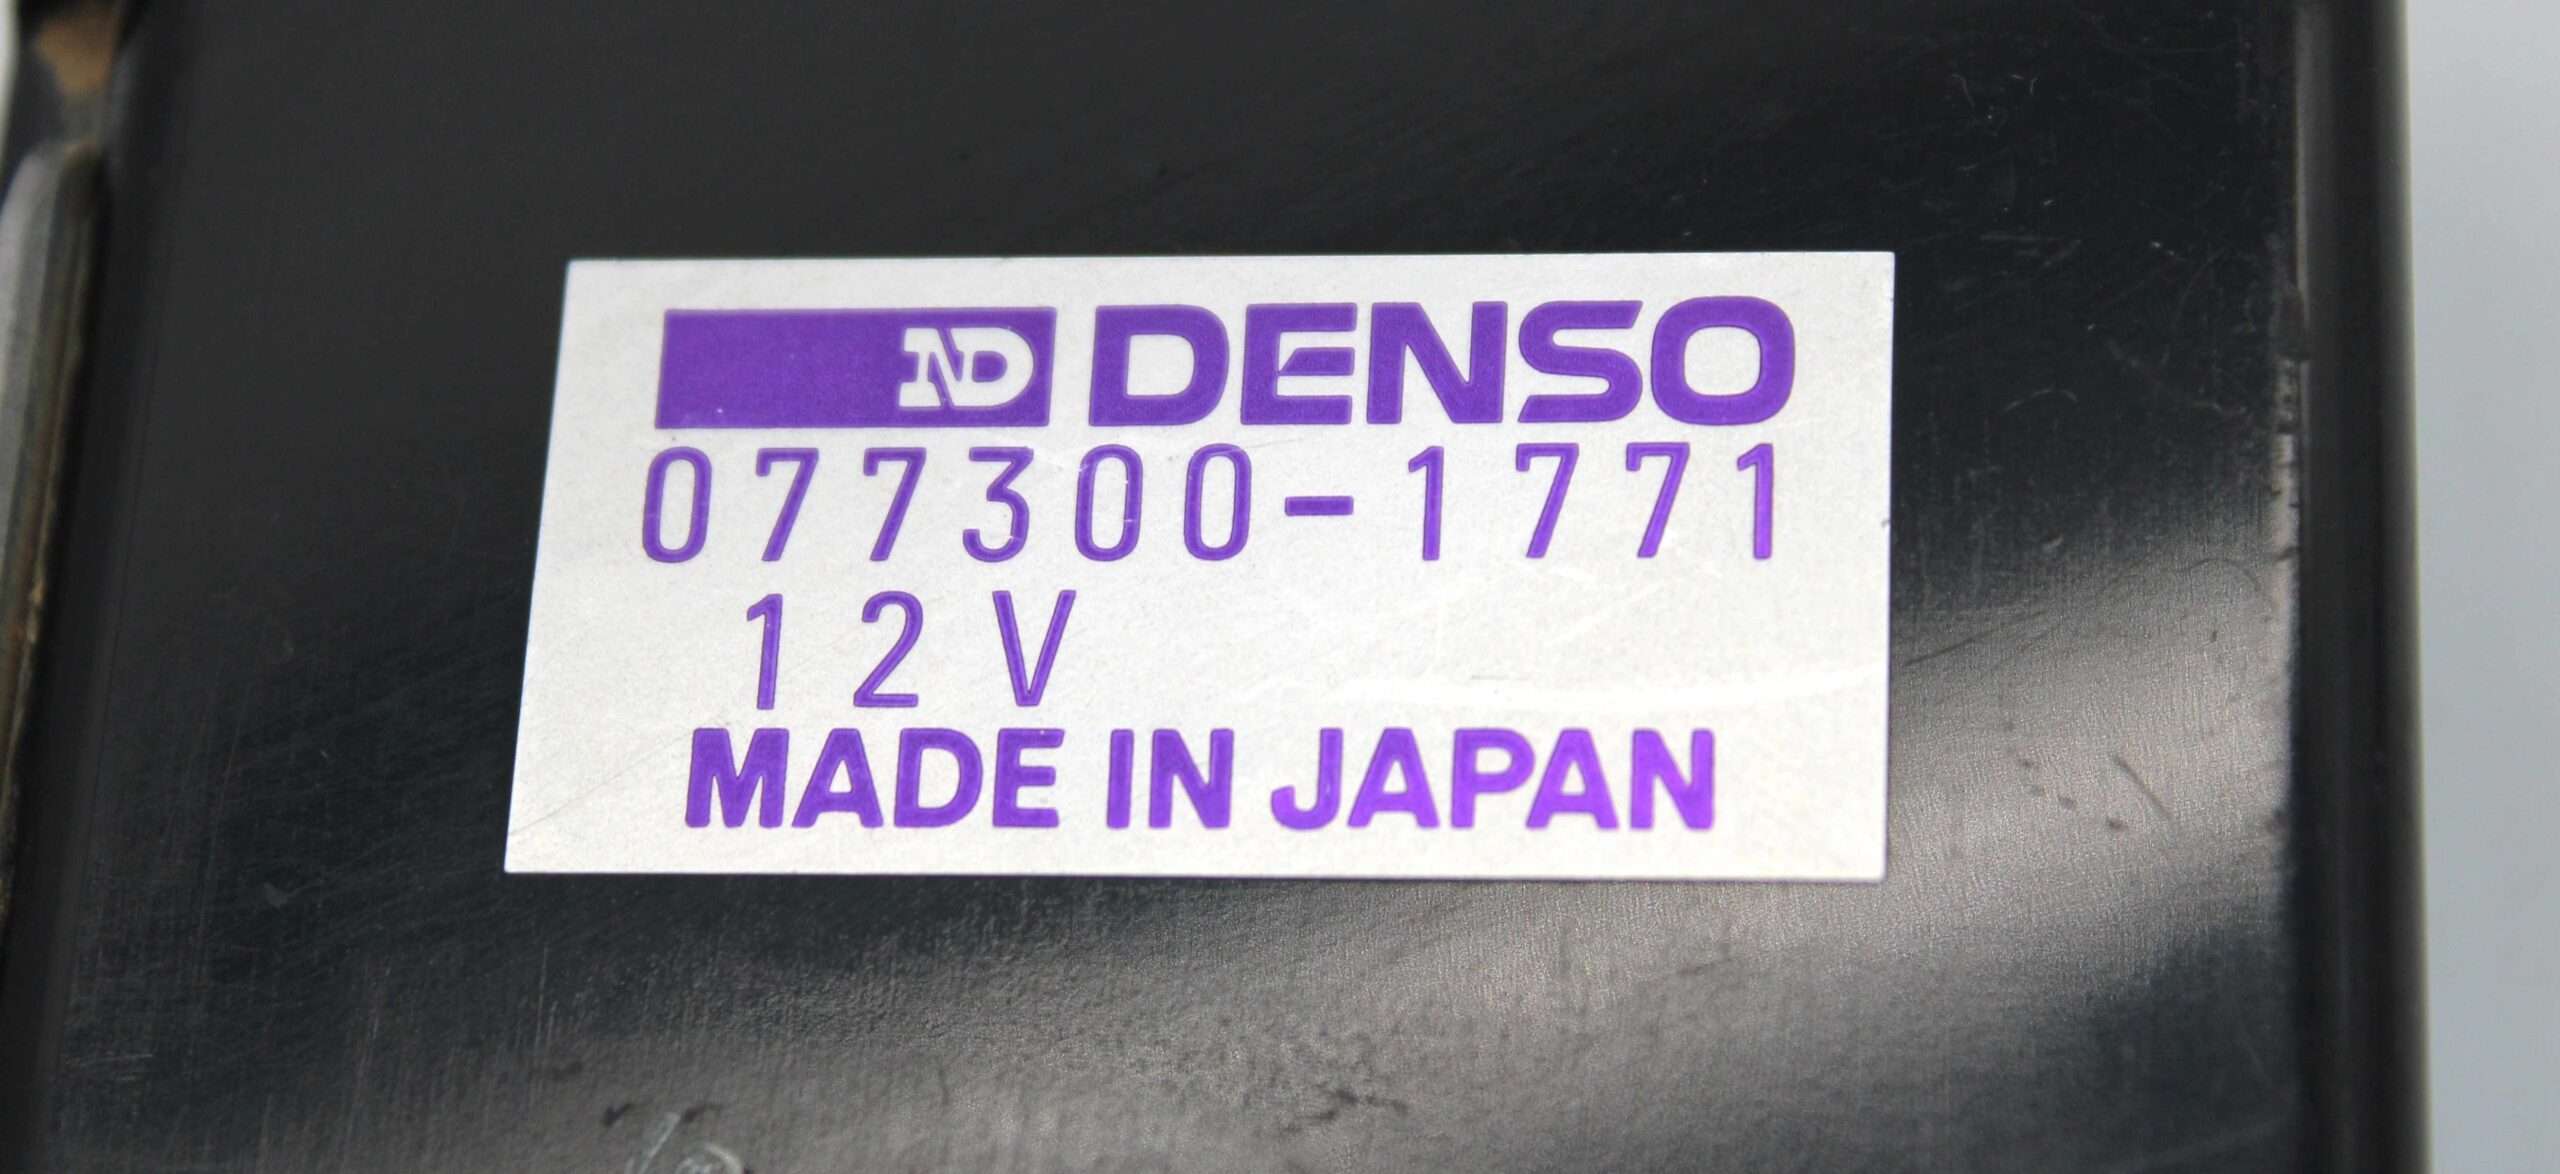 ND DENSO
077300-1771
12V
MADE IN JAPAN